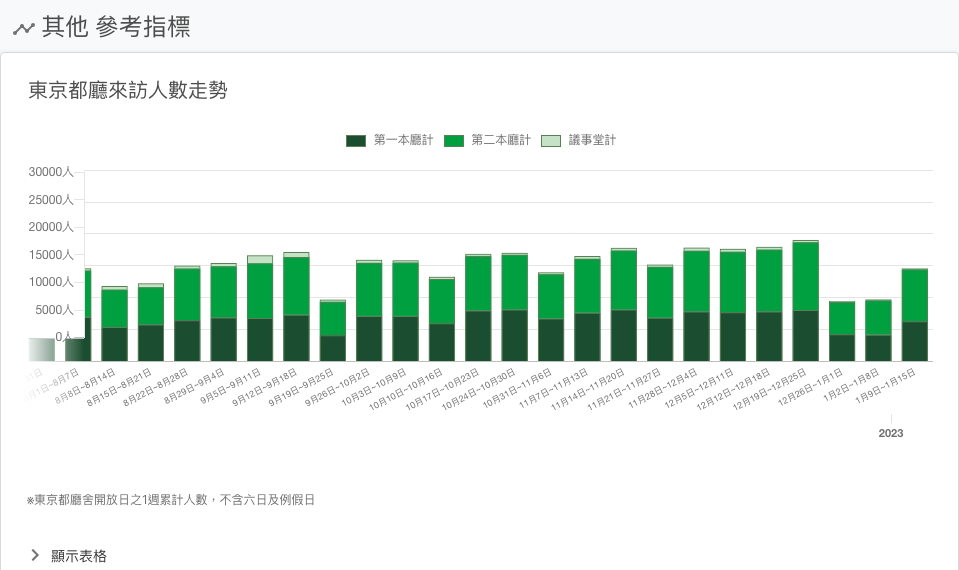 其他 參考指標
東京都廳來訪人數走勢
第一本廳計 第二本廳計 議事堂計
30000人
25000人
20000人
15000人
10000人
5000人
0人
8月8日~8月14日
8月15日~8月21日
8月22日~8月28日
8月29日~9月4日
9月5日~9月11日
9月12日~9月18日
9月19日~9月25日
9月26日~10月2日
10月3日~10月9日
10月10日~10月16日
10月17日~10月23日
10月24日~10月30日
10月31日~11月6日
11月7日~11月13日
11月14日~11月20日
11月21日~11月27日
11月28日~12月4日
12月5日~12月11日
12月12日~12月18日
12月19日~12月25日
12月26日~1月1日
1月2日~1月8日
1月9日~1月15日
2023
※東京都廳舍開放日之1週累計人數，不含六日及例假日
顯示表格